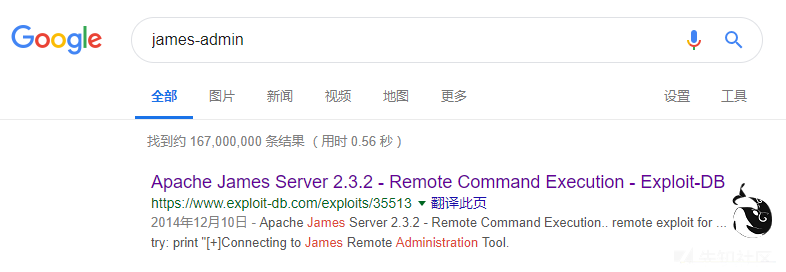 Google
james-admin
全部 图片 新闻 视频 地图 更多 设置 工具
找到约 167,000,000 条结果 （用时 0.56 秒）
Apache James Server 2.3.2 - Remote Command Execution - Exploit-DB
https://www.exploit-db.com/exploits/35513 ▼ 翻译此页
2014年12月10日 - Apache James Server 2.3.2 - Remote Command Execution.. remote exploit for ...
try: print "[+]Connecting to James Remote Administration Tool.
先知社区